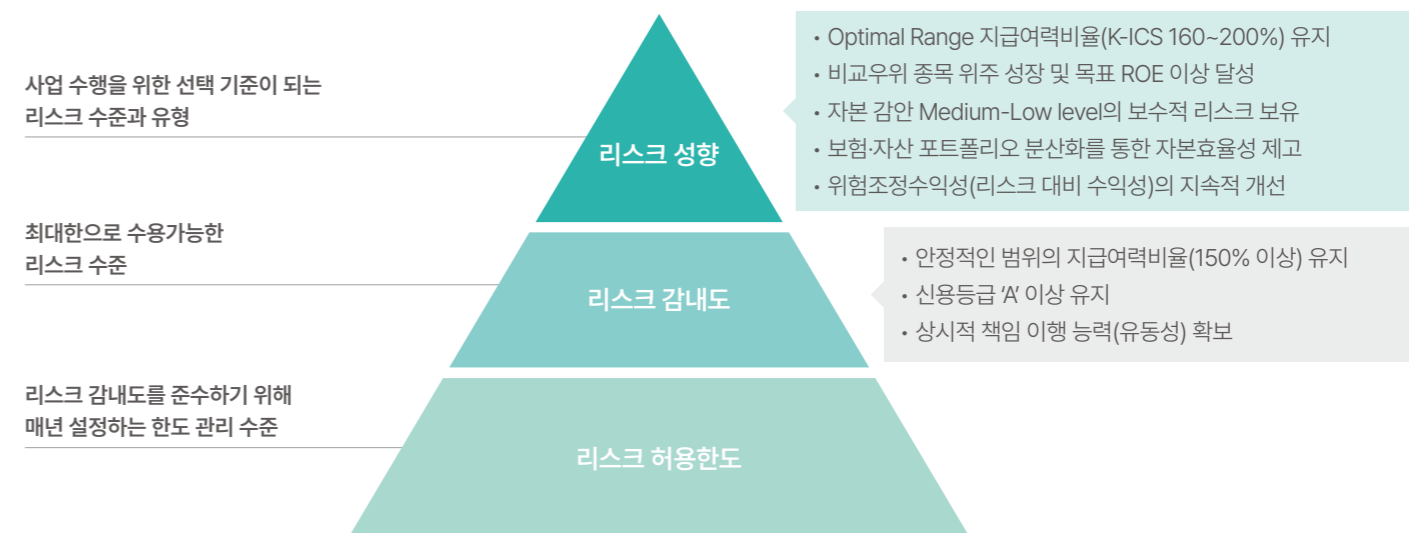 사업 수행을 위한 선택 기준이 되는
리스크 수준과 유형
리스크 성향
• Optimal Range 지급여력비율(K-ICS 160~200%) 유지
• 비교우위 종목 위주 성장 및 목표 ROE 이상 달성
• 자본 감안 Medium-Low level의 보수적 리스크 보유
• 보험·자산 포트폴리오 분산화를 통한 자본효율성 제고
• 위험조정수익성(리스크 대비 수익성)의 지속적 개선
최대한으로 수용가능한
리스크 수준
리스크 감내도
• 안정적인 범위의 지급여력비율(150% 이상) 유지
• 신용등급 ‘A’ 이상 유지
• 상시적 책임 이행 능력(유동성) 확보
리스크 감내도를 준수하기 위해
매년 설정하는 한도 관리 수준
리스크 허용한도